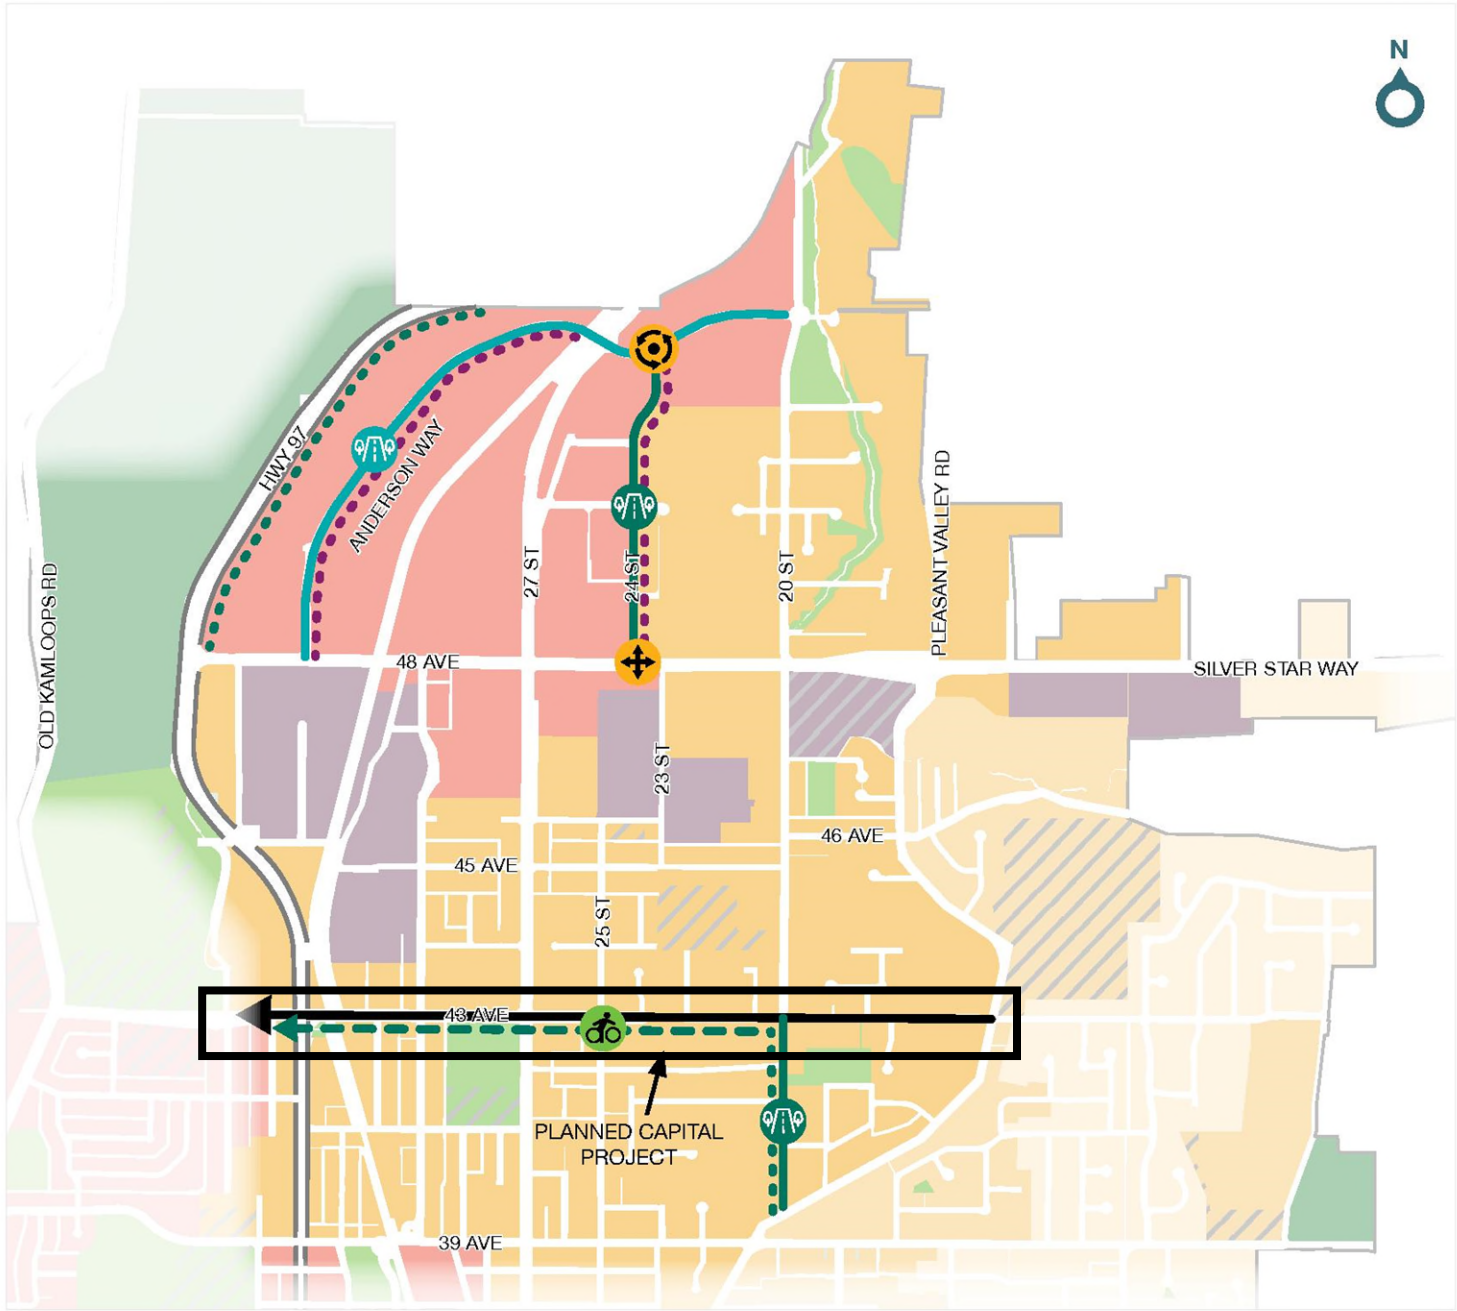 N
HWY 97
ANDERSON WAY
OLD KAMLOOPS RD
27 ST
24 ST
20 ST
PLEASANT VALLEY RD
48 AVE
SILVER STAR WAY
23 ST
46 AVE
45 AVE
25 ST
43 AVE
PLANNED CAPITAL
PROJECT
39 AVE